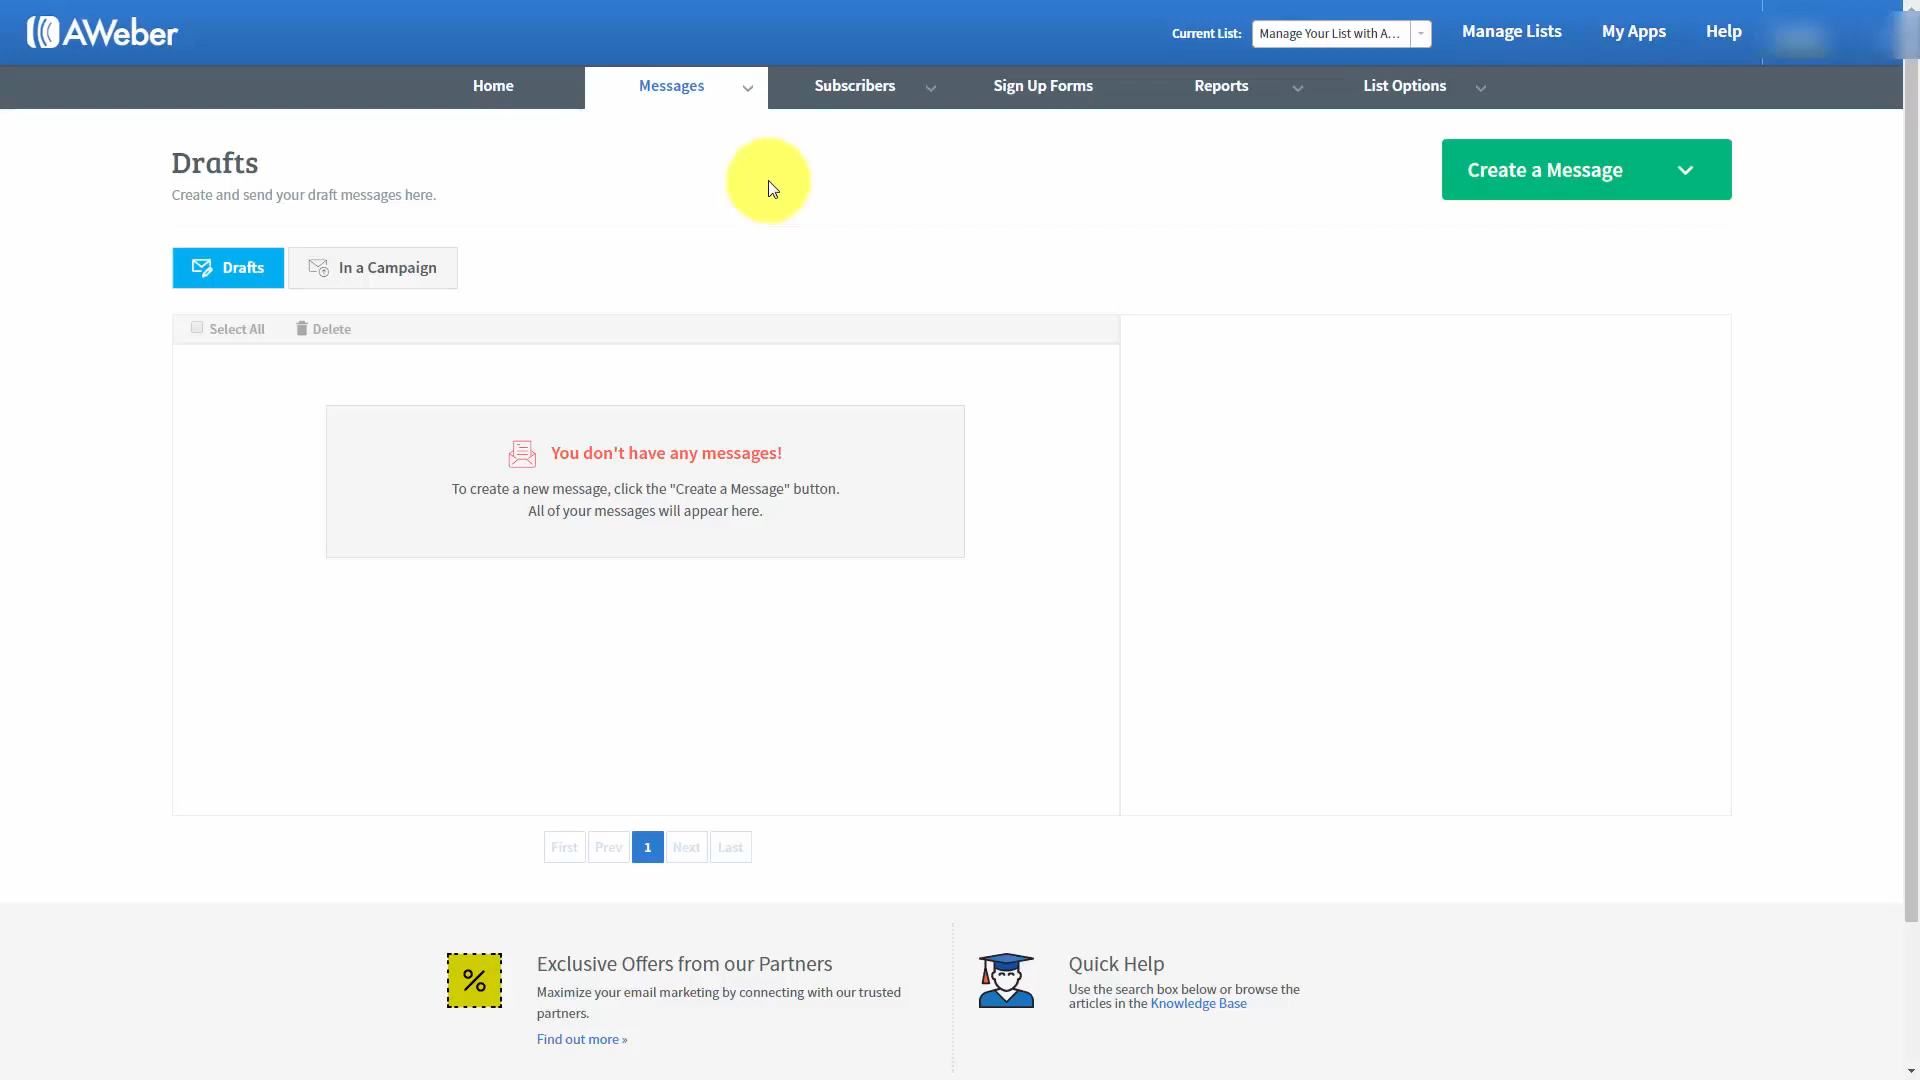 AWeber
Current List: Manage Your List with A... Manage Lists My Apps Help
Home Messages Subscribers Sign Up Forms Reports List Options
Drafts
Create and send your draft messages here.
Create a Message
Drafts In a Campaign
Select All Delete
You don't have any messages!
To create a new message, click the "Create a Message" button.
All of your messages will appear here.
First Prev 1 Next Last
%
Exclusive Offers from our Partners
Maximize your email marketing by connecting with our trusted
partners.
Find out more »
Quick Help
Use the search box below or browse the
articles in the Knowledge Base